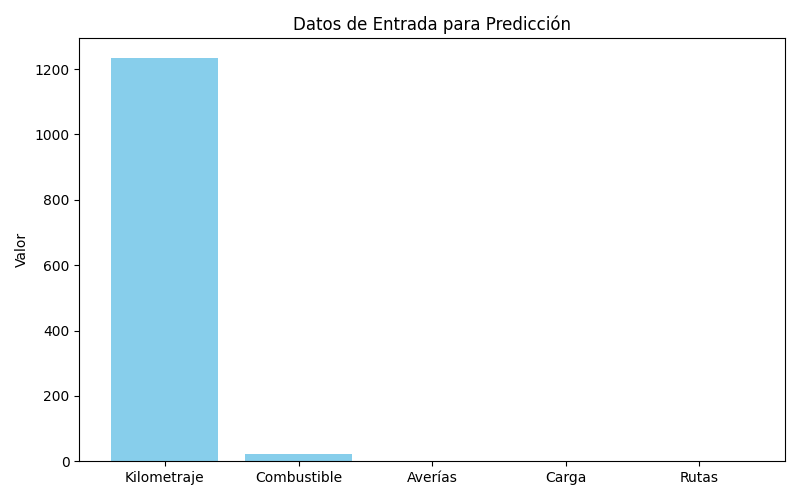 Datos de Entrada para Predicción
Valor
1200
1000
800
600
400
200
0
Kilometraje
Combustible
Averías
Carga
Rutas